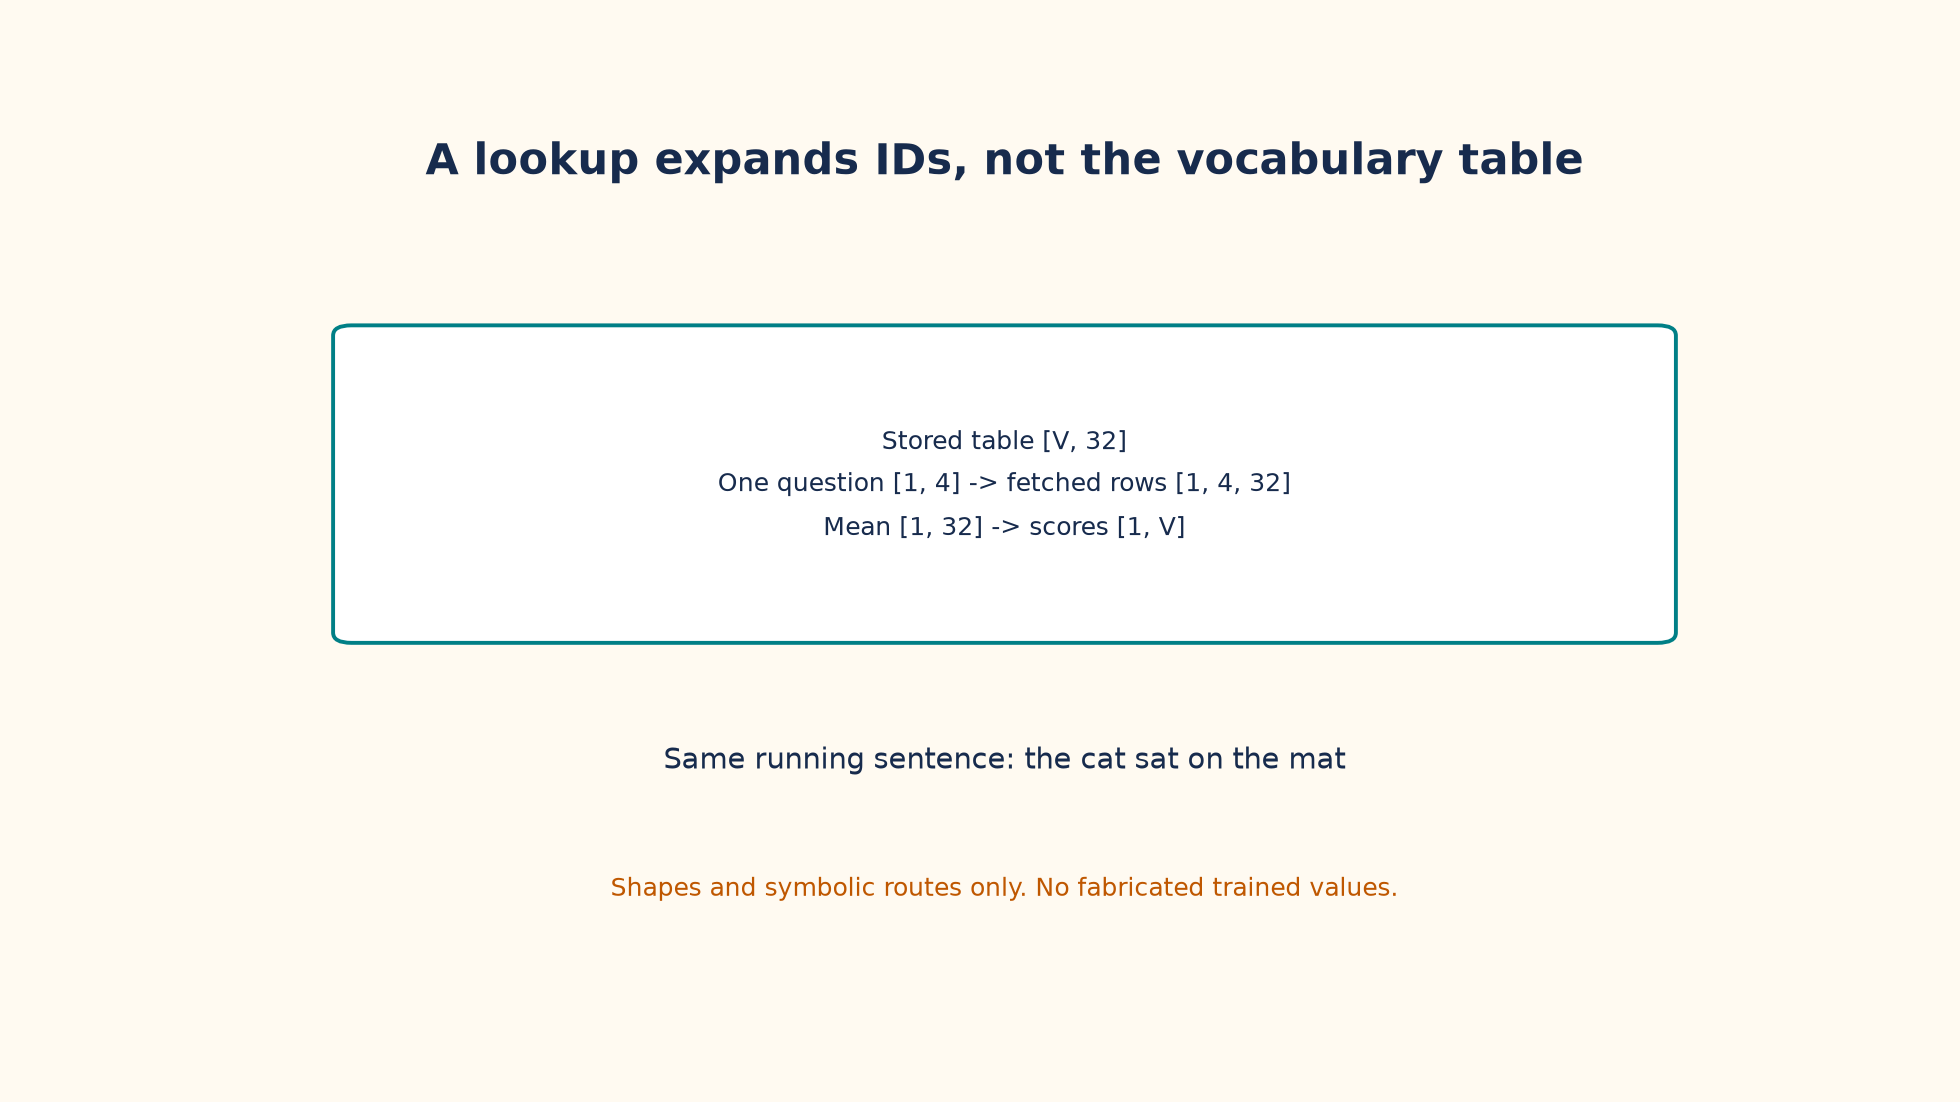 A lookup expands IDs, not the vocabulary table
Stored table [V, 32]
One question [1, 4] -> fetched rows [1, 4, 32]
Mean [1, 32] -> scores [1, V]
Same running sentence: the cat sat on the mat
Shapes and symbolic routes only. No fabricated trained values.